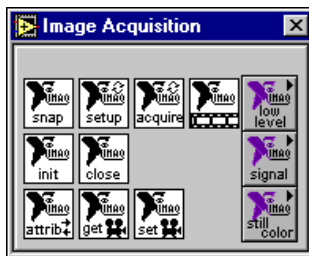 Image Acquisition
IMAQ IMAQ IMAQ IMAQ IMAQ
snap setup acquire low level
IMAQ IMAQ IMAQ
init close signal
IMAQ IMAQ IMAQ IMAQ
attrib get set still color